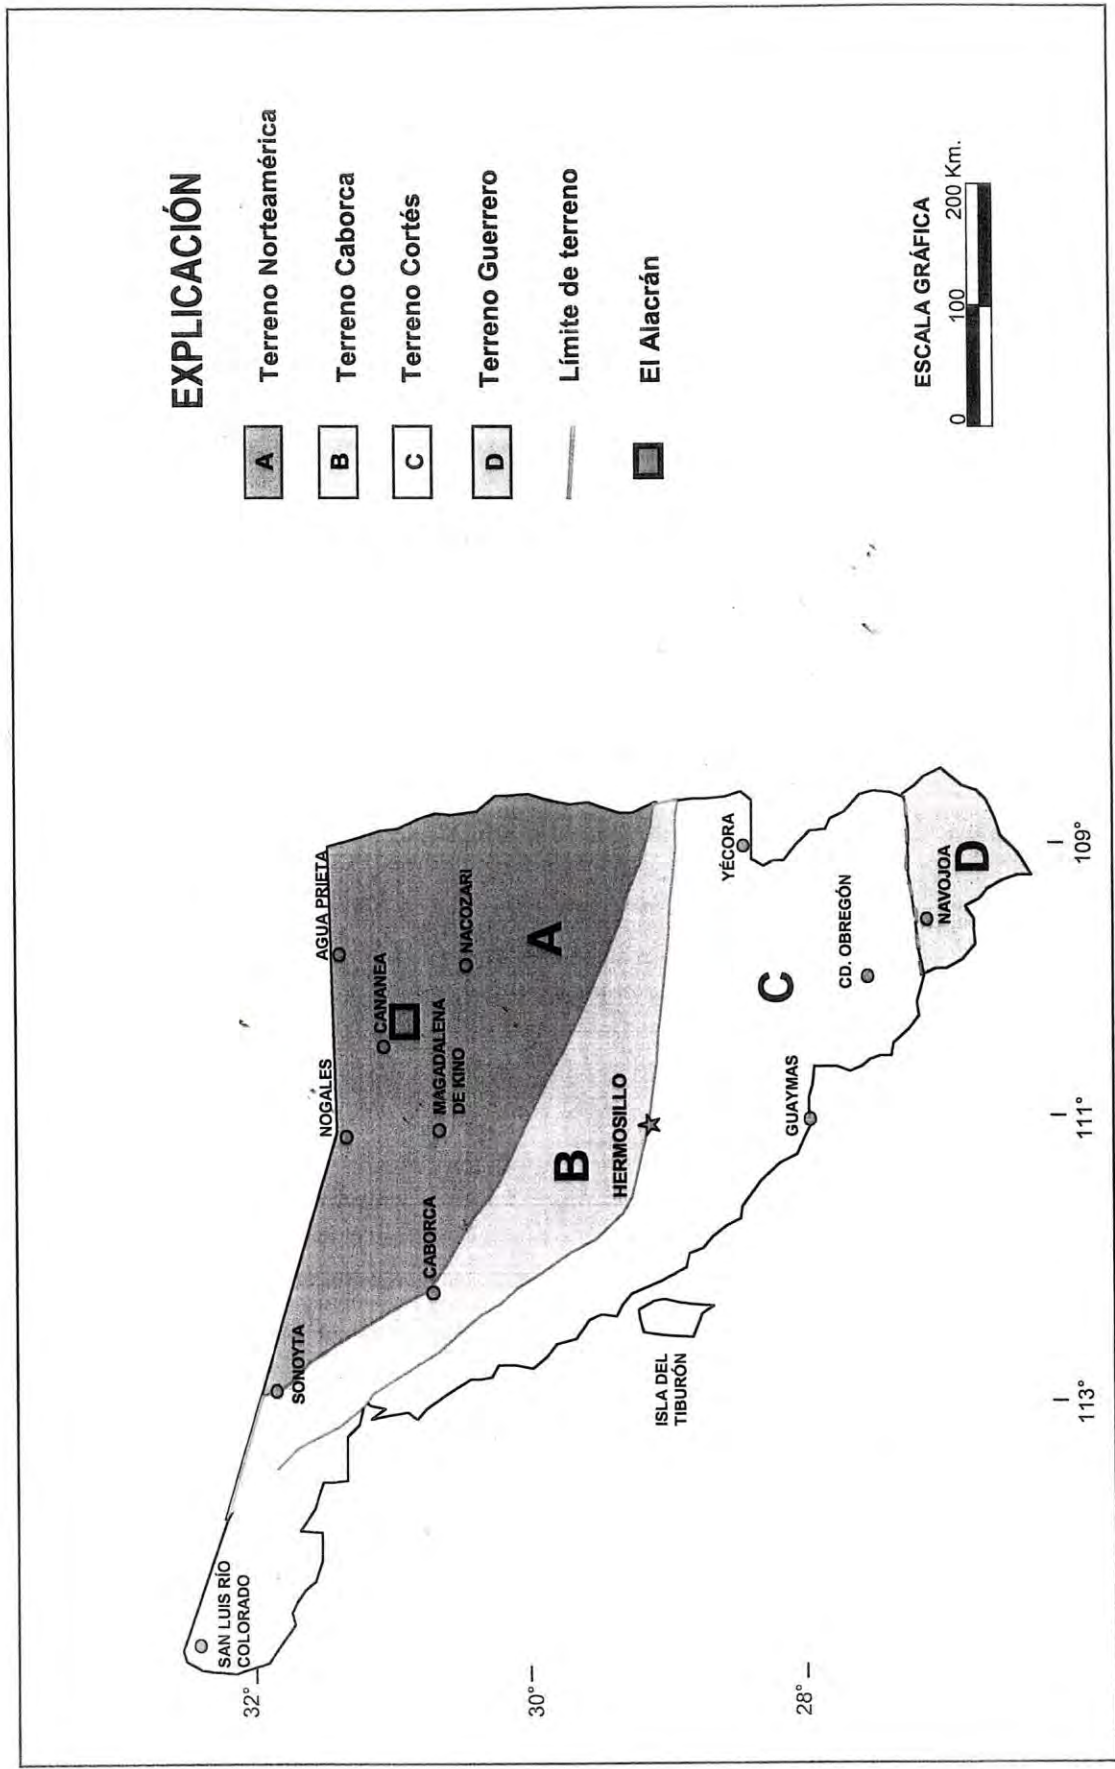 EXPLICACIÓN
A Terreno Norteamérica
B Terreno Caborca
C Terreno Cortés
D Terreno Guerrero
Límite de terreno
El Alacrán
ESCALA GRÁFICA
0 100 200 Km.
SAN LUIS RÍO
COLORADO
SONOYTA
NOGALES
AGUA PRIETA
CANANEA
MAGADALENA
DE KINO
NACOZARI
CABORCA
A
B
HERMOSILLO
ISLA DEL
TIBURÓN
YÉCORA
C
GUAYMAS
CD. OBREGÓN
NAVOJOA
D
32°
30°
28°
113°
111°
109°